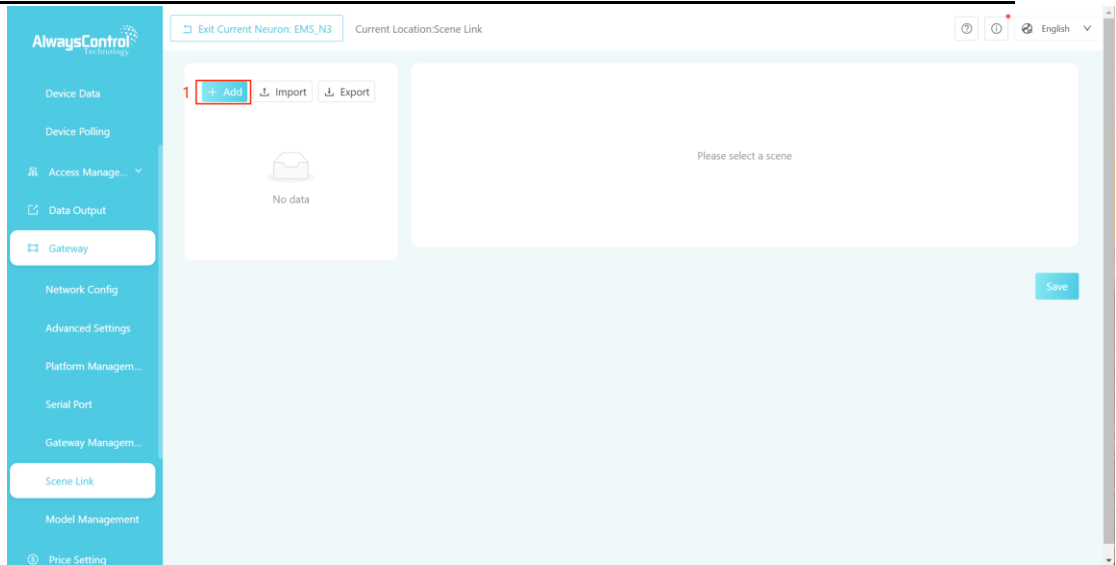 AlwaysControl
Technology
Exit Current Neuron: EMS_N3
Current Location:Scene Link
English
Device Data
Device Polling
Access Manage...
Data Output
Gateway
Network Config
Advanced Settings
Platform Managem...
Serial Port
Gateway Managem...
Scene Link
Model Management
Price Setting
1
+ Add
Import
Export
No data
Please select a scene
Save